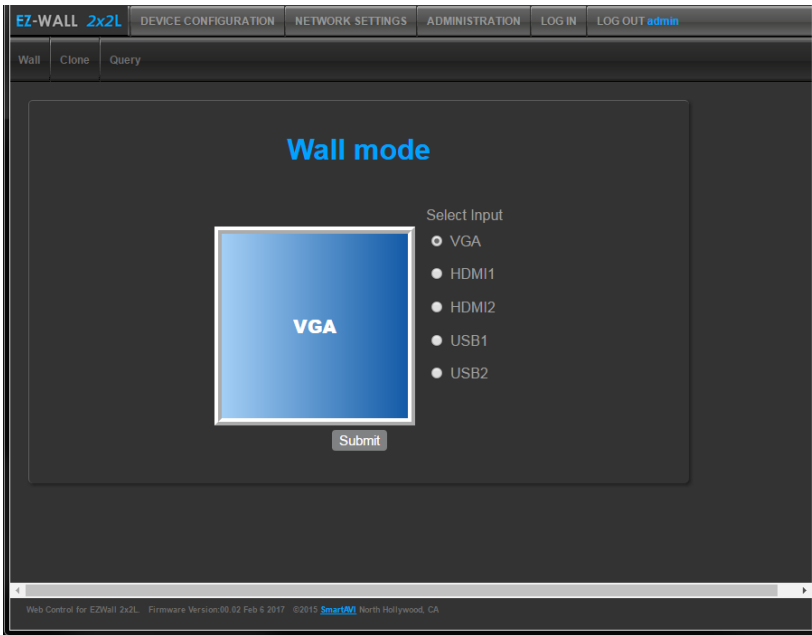 EZ-WALL 2x2L DEVICE CONFIGURATION NETWORK SETTINGS ADMINISTRATION LOG IN LOG OUT admin
Wall Clone Query
Wall mode
Select Input
VGA
HDMI1
HDMI2
USB1
USB2
VGA
Submit
Web Control for EZWall 2x2L. Firmware Version:00.02 Feb 6 2017 ©2015 SmartAVI North Hollywood, CA